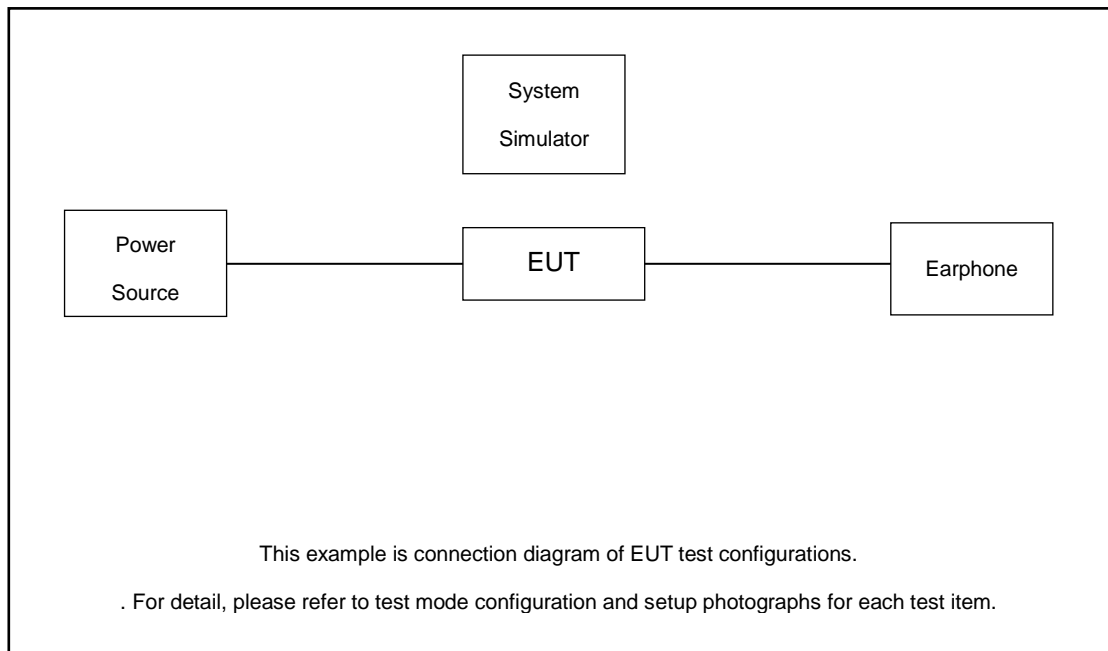 System
Simulator
Power
Source
EUT
Earphone
This example is connection diagram of EUT test configurations.
. For detail, please refer to test mode configuration and setup photographs for each test item.